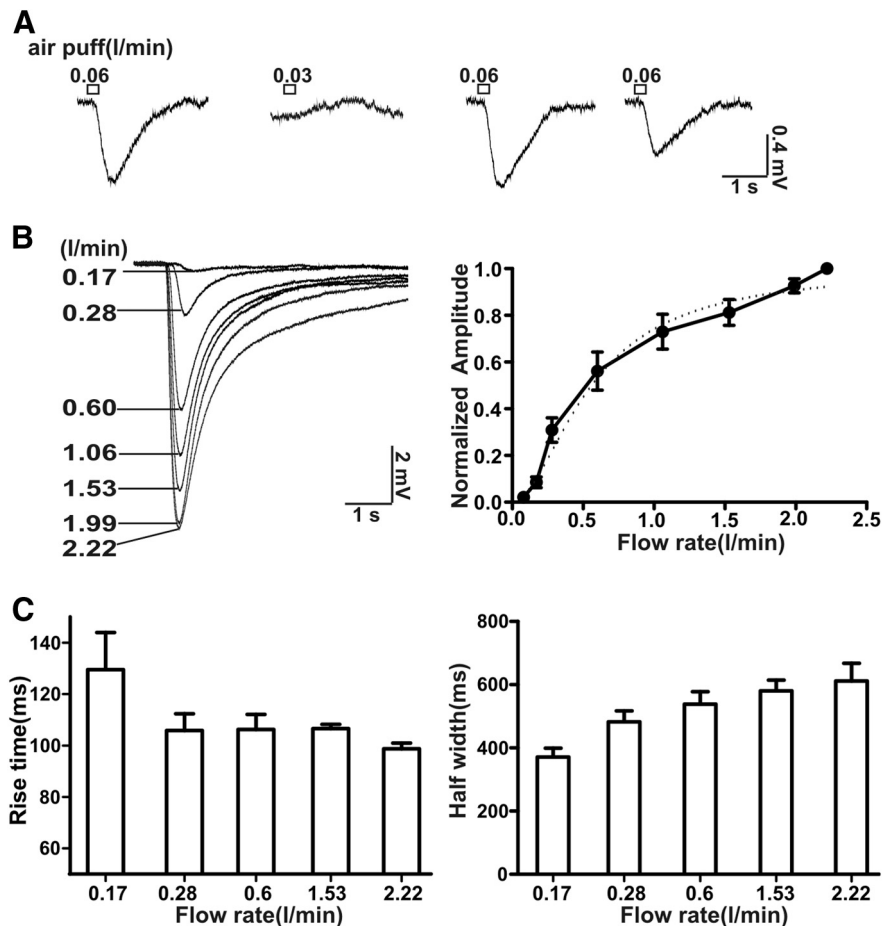 A
air puff(l/min)
0.06
0.03
0.06
0.06
0.4 mV
1 s
B
(l/min)
0.17
0.28
0.60
1.06
1.53
1.99
2.22
2 mV
1 s
Normalized Amplitude
1.0
0.8
0.6
0.4
0.2
0.0
0.0 0.5 1.0 1.5 2.0 2.5
Flow rate(l/min)
C
Rise time(ms)
140
120
100
80
60
0.17 0.28 0.6 1.53 2.22
Flow rate(l/min)
Half width(ms)
800
600
400
200
0
0.17 0.28 0.6 1.53 2.22
Flow rate(l/min)